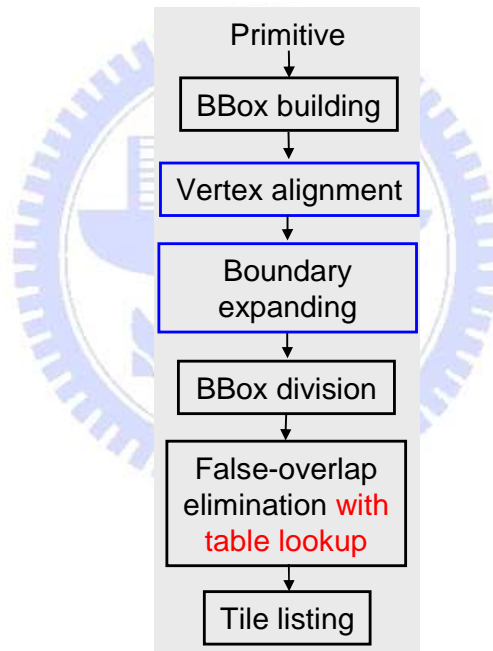 Primitive
BBox building
Vertex alignment
Boundary
expanding
BBox division
False-overlap
elimination with
table lookup
Tile listing